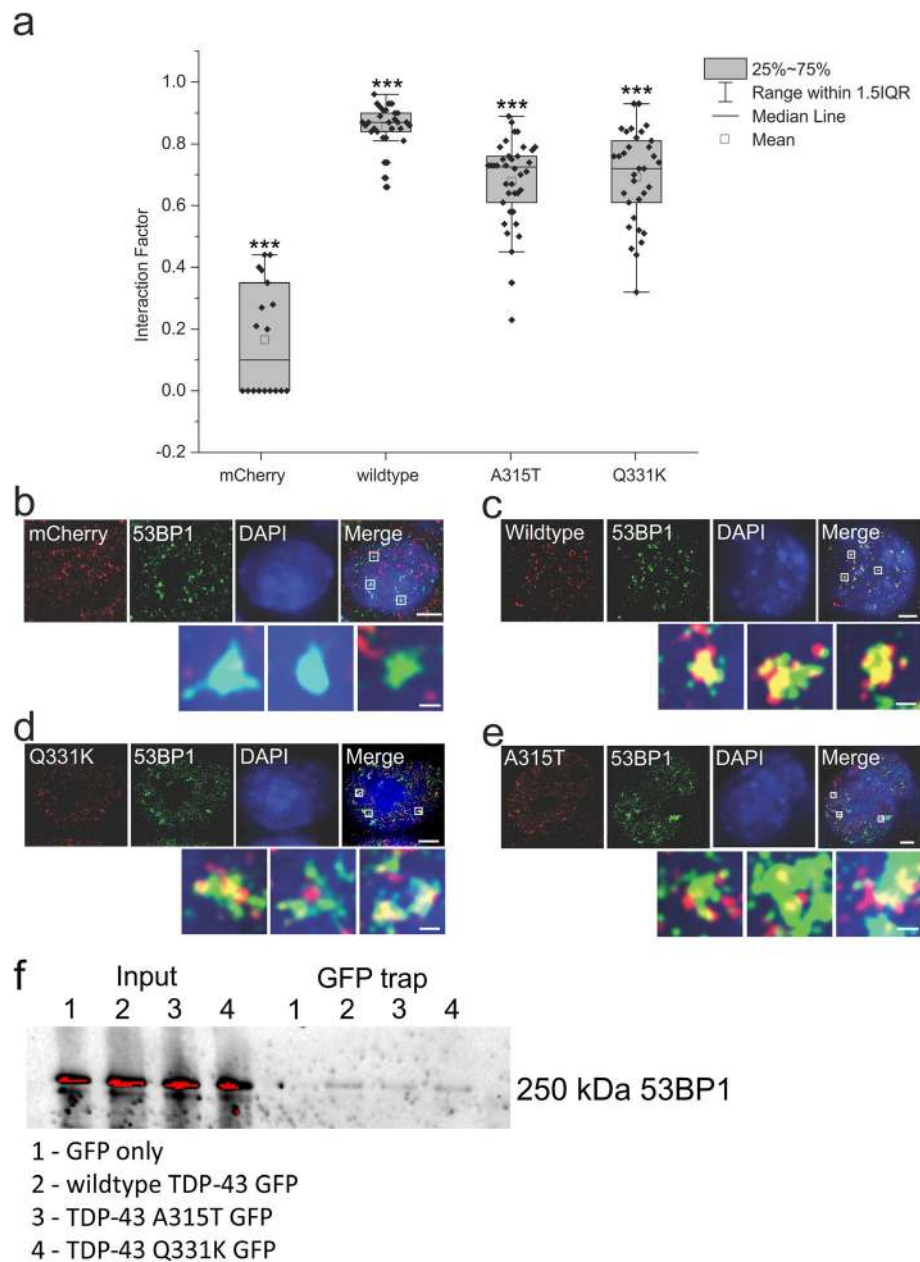 a
***
***
***
***
25%~75%
Range within 1.5IQR
Median Line
Mean
Interaction Factor
1.0
0.8
0.6
0.4
0.2
0.0
-0.2
mCherry
wildtype
A315T
Q331K
b
mCherry 53BP1 DAPI Merge
c
Wildtype 53BP1 DAPI Merge
d
Q331K 53BP1 DAPI Merge
e
A315T 53BP1 DAPI Merge
f
Input GFP trap
1 2 3 4 1 2 3 4
250 kDa 53BP1
1 - GFP only
2 - wildtype TDP-43 GFP
3 - TDP-43 A315T GFP
4 - TDP-43 Q331K GFP